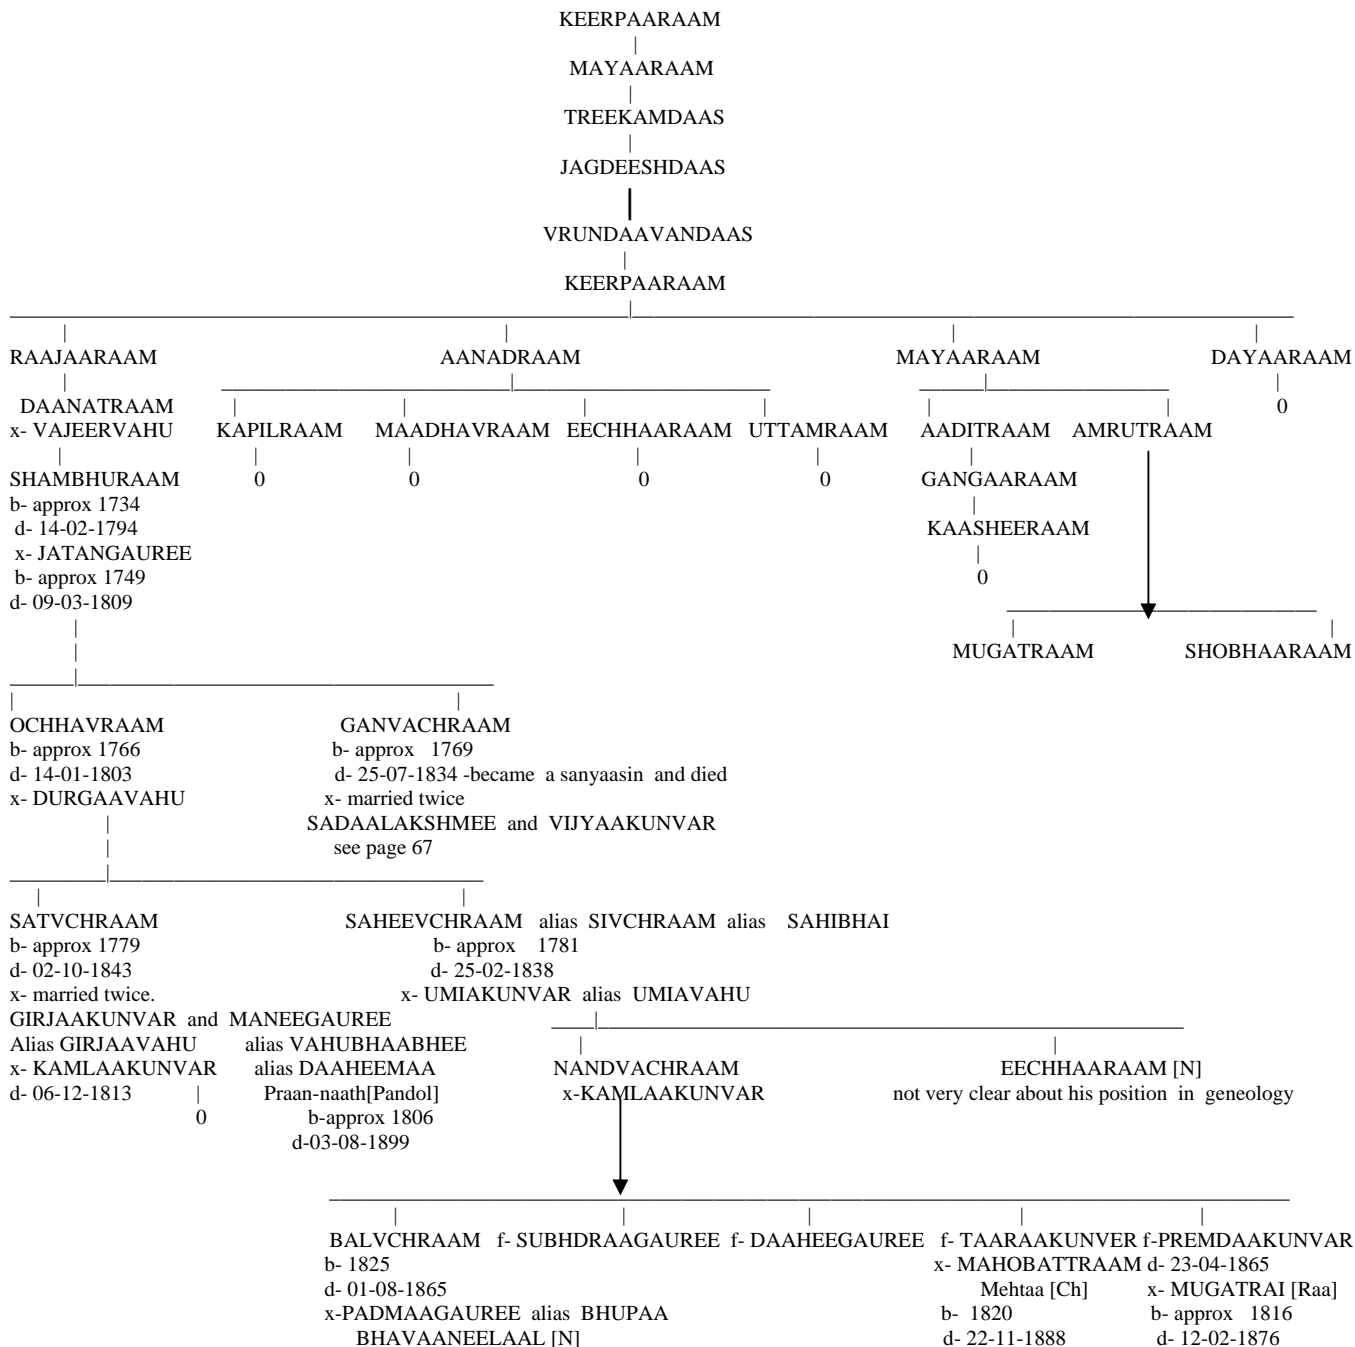 KEERPAARAAM
MAYAARAAM
TREEKAMDAAS
JAGDEESHDAAS
VRUNDAAVANDAAS
KEERPAARAAM
RAAJAARAAM AANADRAAM MAYAARAAM DAYAARAAM
DAANATRAAM 0
x- VAJEERVAHU KAPILRAAM MAADHAVRAAM EECHHAARAAM UTTAMRAAM AADITRAAM AMRUTRAAM
SHAMBHURAAM 0 0 0 0 GANGAARAAM
b- approx 1734
d- 14-02-1794 KAASHEERAAM
x- JATANGAUREE
b- approx 1749 0
d- 09-03-1809
MUGATRAAM SHOBHAARAAM
OCHHAVRAAM GANVACHRAAM
b- approx 1766 b- approx 1769
d- 14-01-1803 d- 25-07-1834 -became a sanyaasin and died
x- DURGAAVAHU x- married twice
SADAALAKSHMEE and VIJYAAKUNVAR
see page 67
SATVCHRAAM SAHEEVCHRAAM alias SIVCHRAAM alias SAHIBHAI
b- approx 1779 b- approx 1781
d- 02-10-1843 d- 25-02-1838
x- married twice. x- UMIAKUNVAR alias UMIAVAHU
GIRJAAKUNVAR and MANEEGAUREE
Alias GIRJAAVAHU alias VAHUBHAABHEE
x- KAMLAAKUNVAR alias DAAHEEMAA NANDVACHRAAM EECHHAARAAM [N]
d- 06-12-1813 Praan-naath[Pandol] x-KAMLAAKUNVAR not very clear about his position in geneology
0 b-approx 1806
d-03-08-1899
BALVCHRAAM f- SUBHDRAAGAUREE f- DAAHEEGAUREE f- TAARAAKUNVER f-PREMDAAKUNVAR
b- 1825 x- MAHOBATTRAAM d- 23-04-1865
d- 01-08-1865 Mehtaa [Ch] x- MUGATRAI [Raa]
x-PADMAAGAUREE alias BHUPAA b- 1820 b- approx 1816
BHAVAANEELAAL [N] d- 22-11-1888 d- 12-02-1876